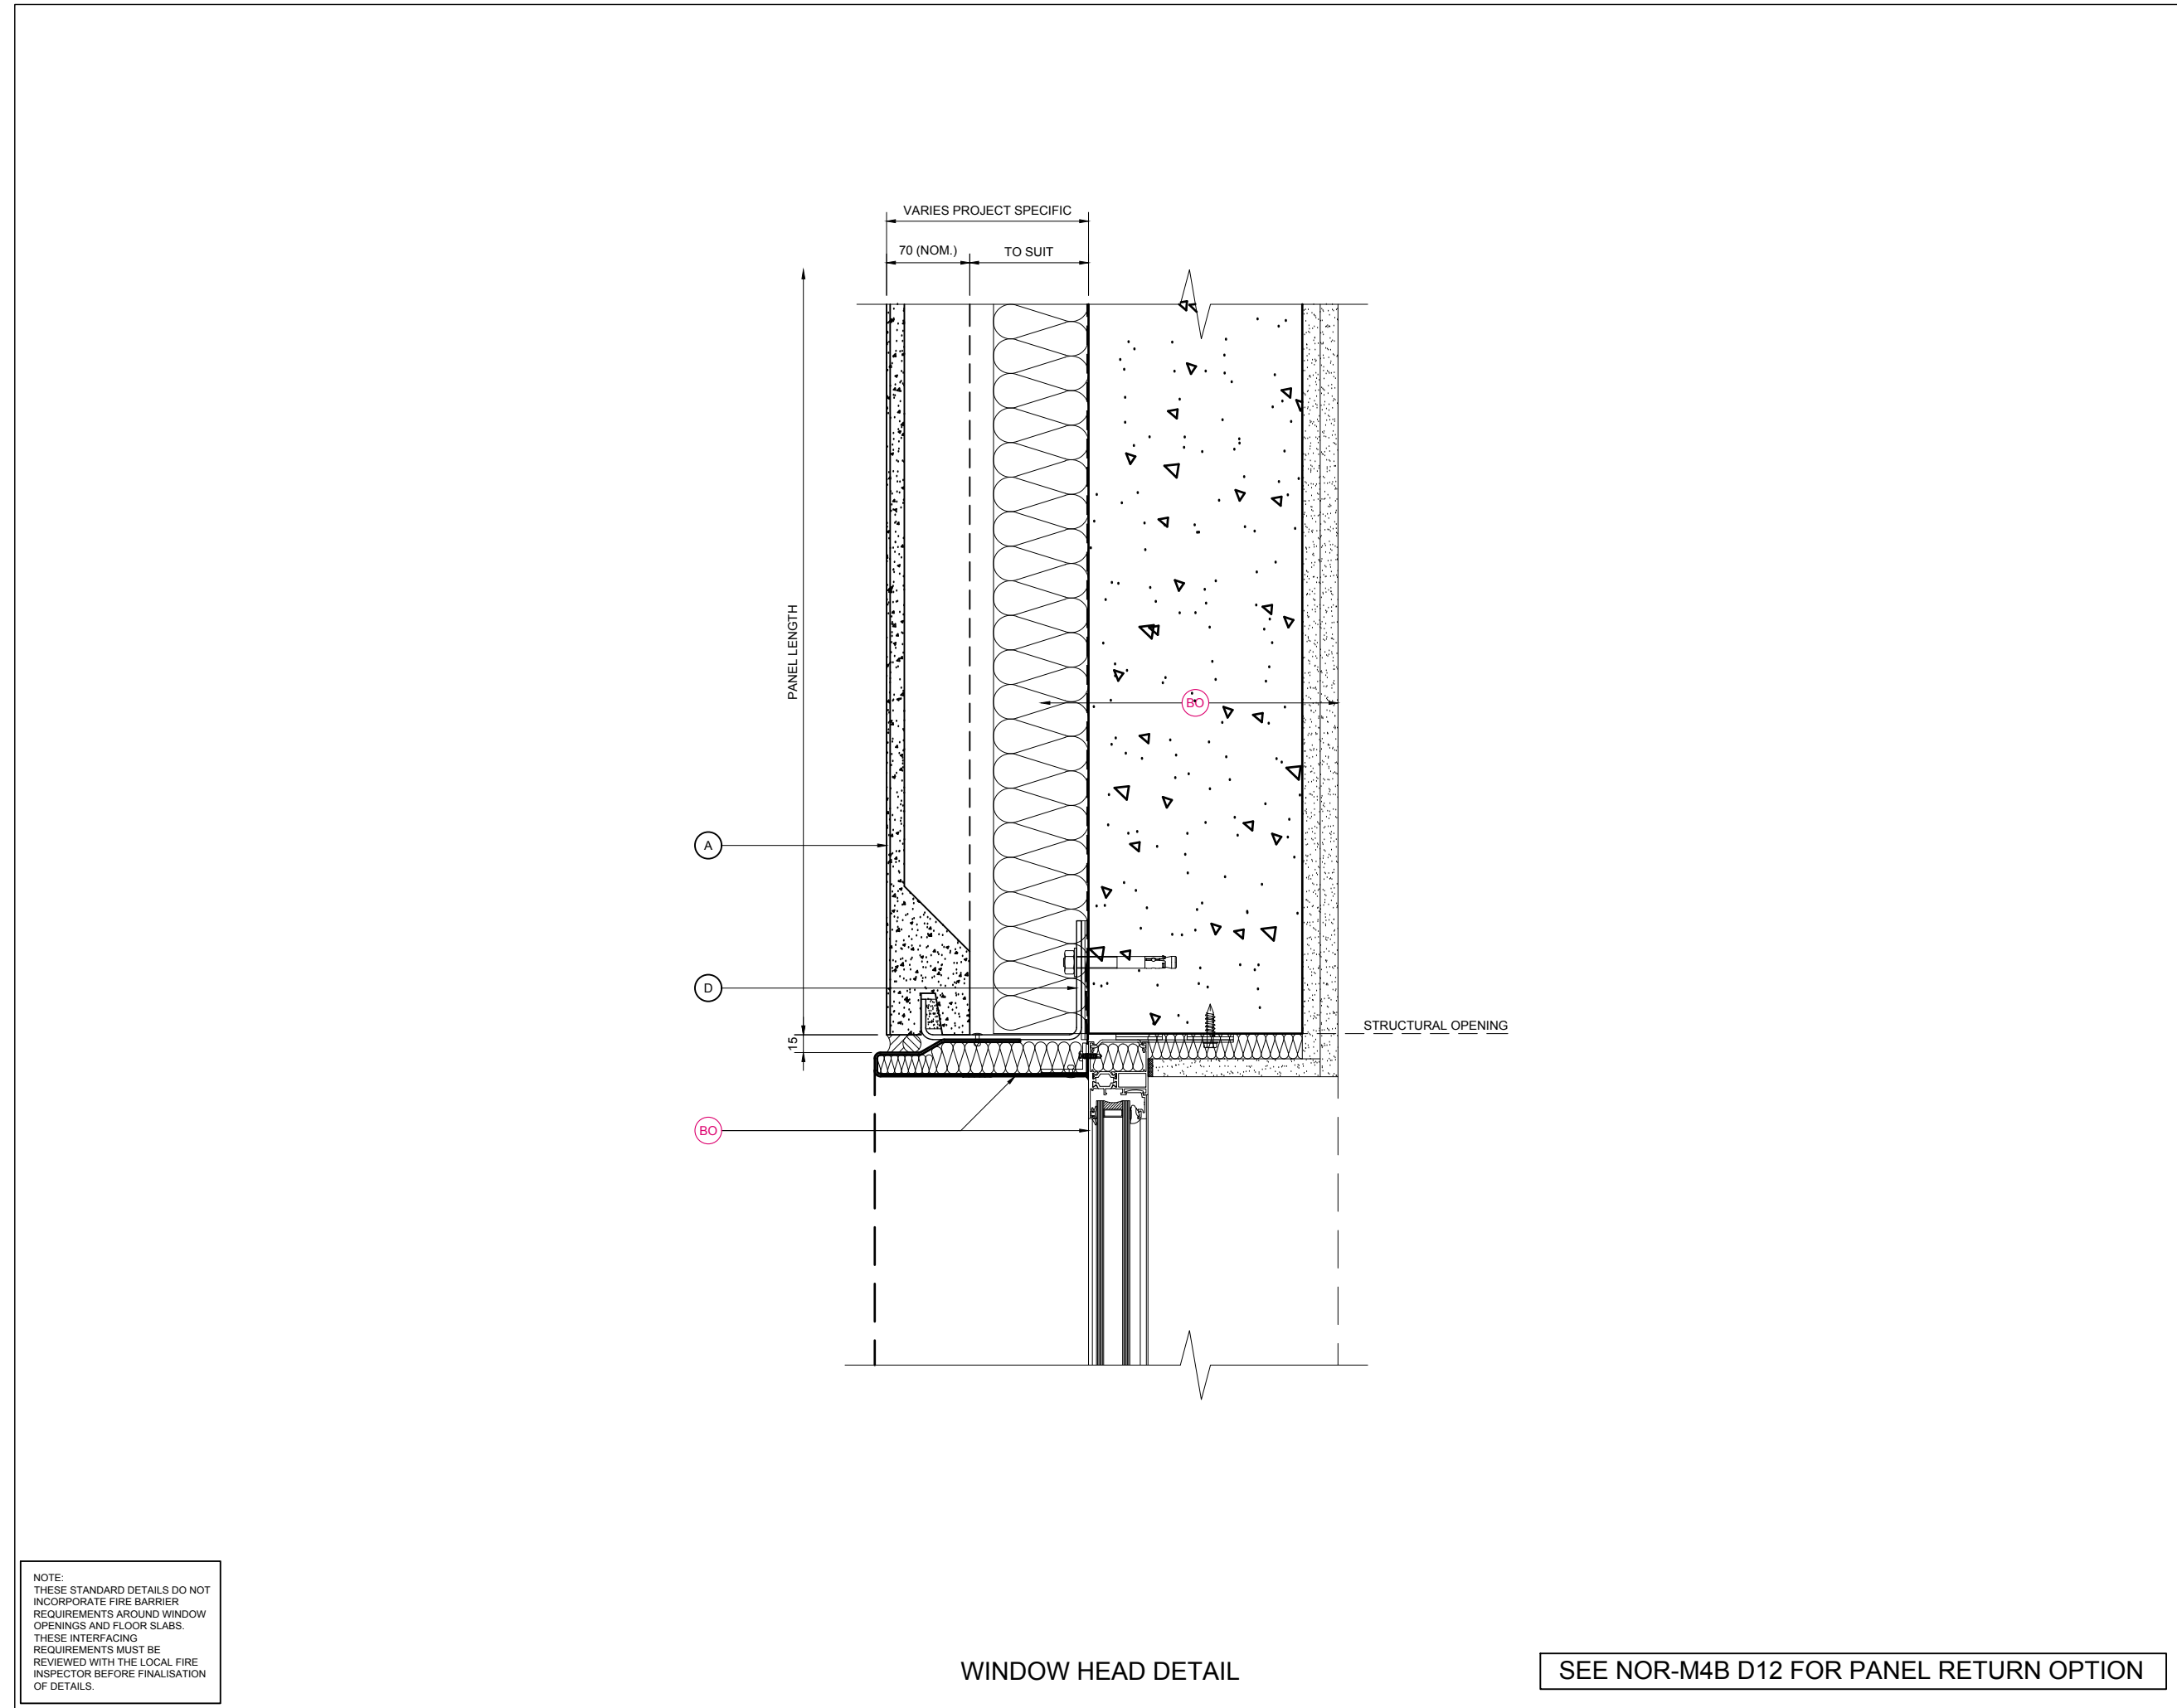 VARIES PROJECT SPECIFIC
70 (NOM.)
TO SUIT
PANEL LENGTH
BO
A
D
STRUCTURAL OPENING
15
BO
NOTE:
THESE STANDARD DETAILS DO NOT
INCORPORATE FIRE BARRIER
REQUIREMENTS AROUND WINDOW
OPENINGS AND FLOOR SLABS.
THESE INTERFACING
REQUIREMENTS MUST BE
REVIEWED WITH THE LOCAL FIRE
INSPECTOR BEFORE FINALISATION
OF DETAILS.
WINDOW HEAD DETAIL
SEE NOR-M4B D12 FOR PANEL RETURN OPTION